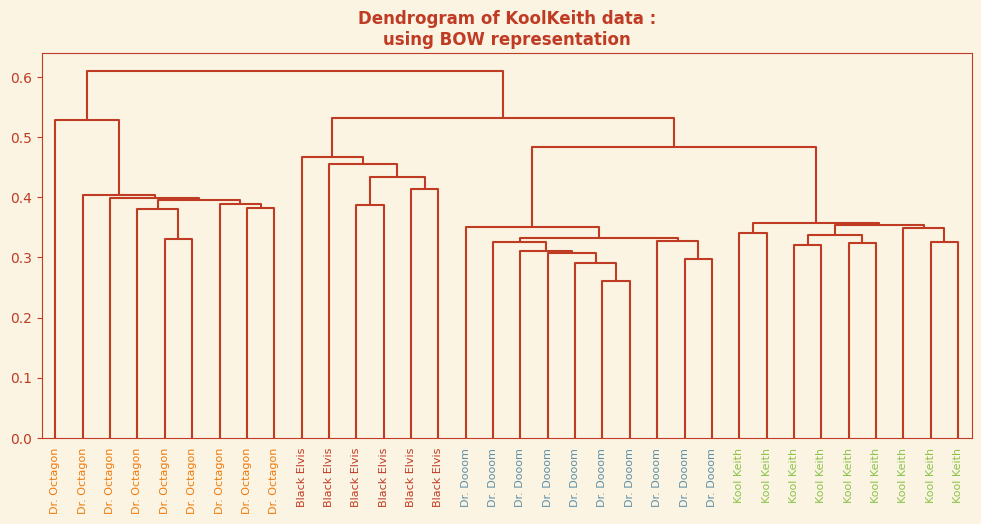 Dendrogram of KoolKeith data :
using BOW representation
0.6
0.5
0.4
0.3
0.2
0.1
0.0
Dr. Octagon
Dr. Octagon
Dr. Octagon
Dr. Octagon
Dr. Octagon
Dr. Octagon
Dr. Octagon
Dr. Octagon
Dr. Octagon
Black Elvis
Black Elvis
Black Elvis
Black Elvis
Black Elvis
Black Elvis
Dr. Dooom
Dr. Dooom
Dr. Dooom
Dr. Dooom
Dr. Dooom
Dr. Dooom
Dr. Dooom
Dr. Dooom
Dr. Dooom
Dr. Dooom
Kool Keith
Kool Keith
Kool Keith
Kool Keith
Kool Keith
Kool Keith
Kool Keith
Kool Keith
Kool Keith